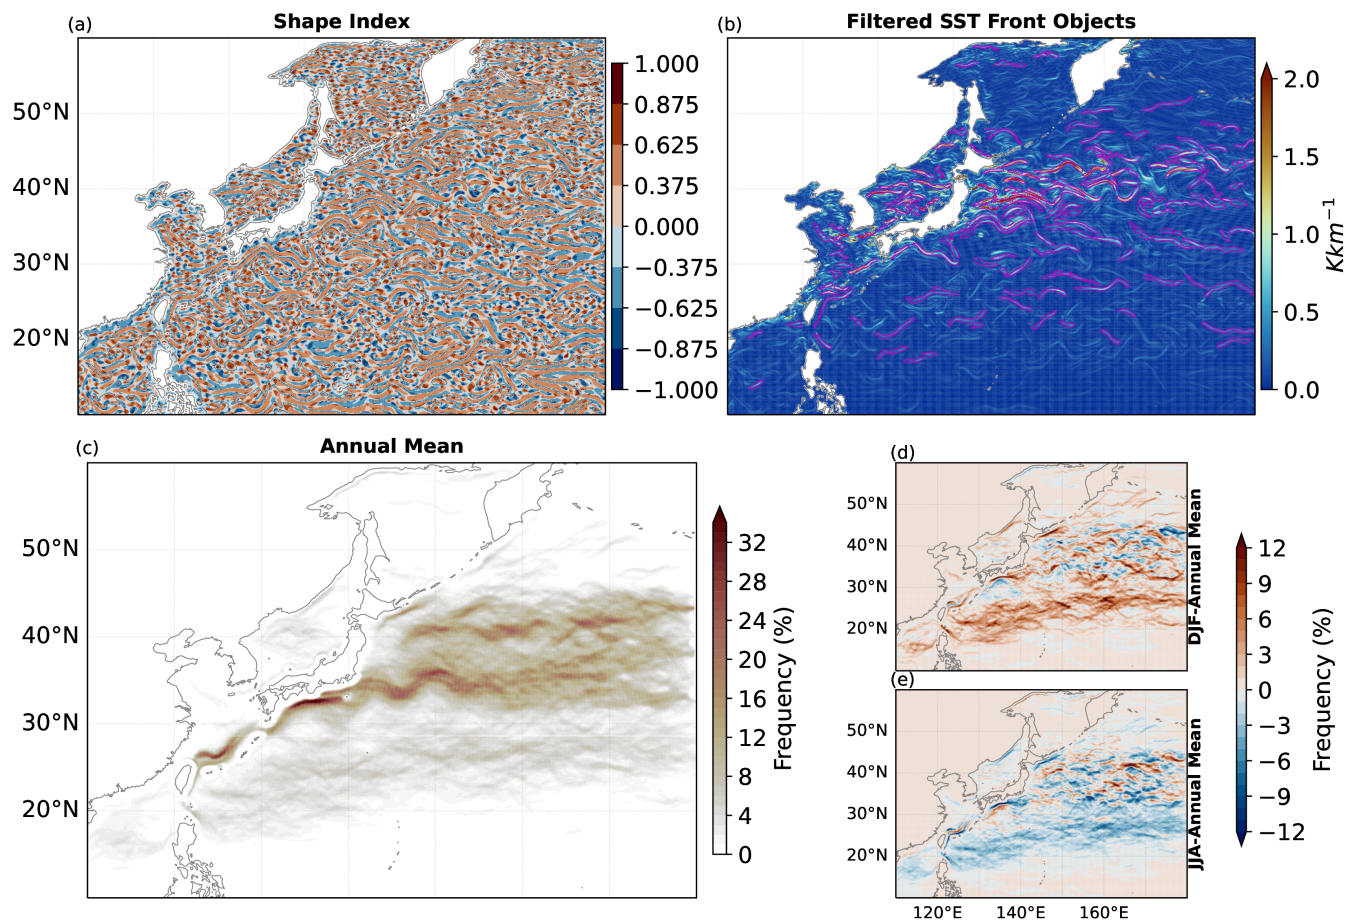 (a)
Shape Index
50°N
40°N
30°N
20°N
1.000
0.875
0.625
0.375
0.000
−0.375
−0.625
−0.875
−1.000
(b)
Filtered SST Front Objects
2.0
1.5
1.0
0.5
0.0
Kkm⁻¹
(c)
Annual Mean
50°N
40°N
30°N
20°N
32
28
24
20
16
12
8
4
0
Frequency (%)
(d)
50°N
40°N
30°N
20°N
DJF-Annual Mean
(e)
50°N
40°N
30°N
20°N
120°E
140°E
160°E
JJA-Annual Mean
12
9
6
3
0
−3
−6
−9
−12
Frequency (%)